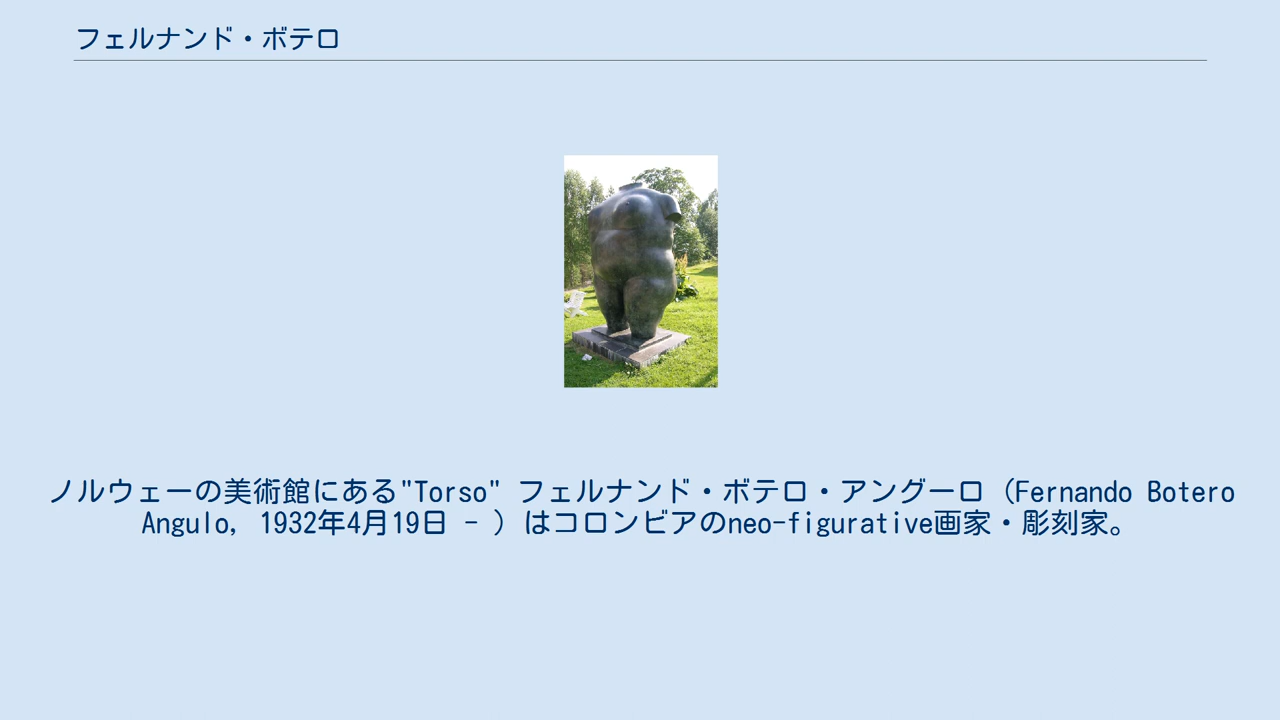 フェルナンド・ボテロ
ノルウェーの美術館にある"Torso" フェルナンド・ボテロ・アングーロ (Fernando Botero
Angulo, 1932年4月19日 - ) はコロンビアのneo-figurative画家・彫刻家。